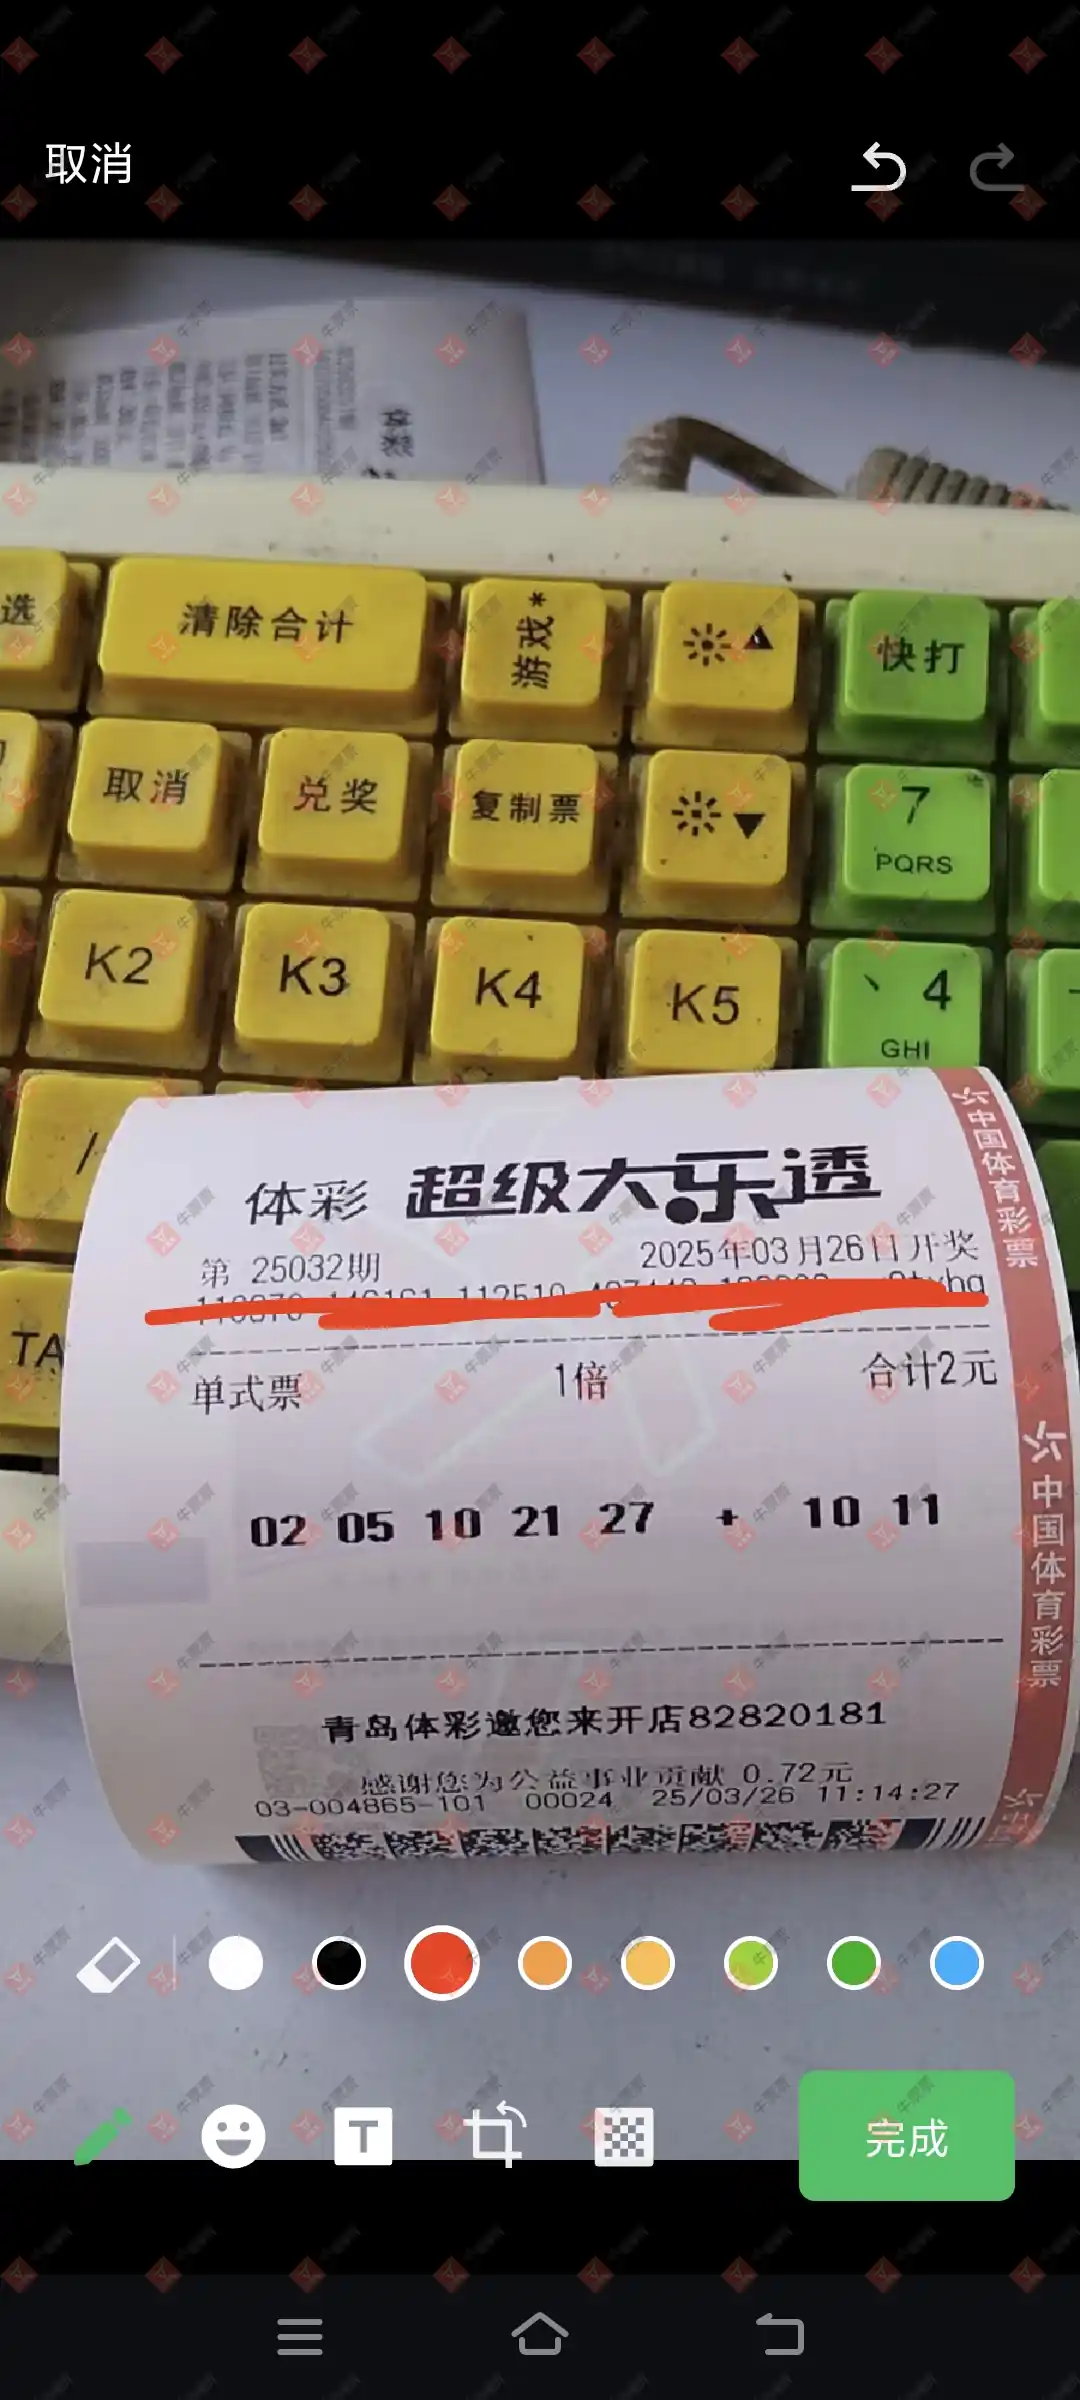 取消
选
清除合计
游戏*
快打
取消
兑奖
复制票
7
PQRS
K2
K3
K4
K5
4
GHI
/
TA
体彩 超级大乐透
第 25032期
2025年03月26日开奖
单式票
1倍
合计2元
02 05 10 21 27 + 10 11
青岛体彩邀您来开店82820181
感谢您为公益事业贡献 0.72元
03-004865-101 00024 25/03/26 11:14:27
中国体育彩票
中国体育彩票
T
完成
牛票票